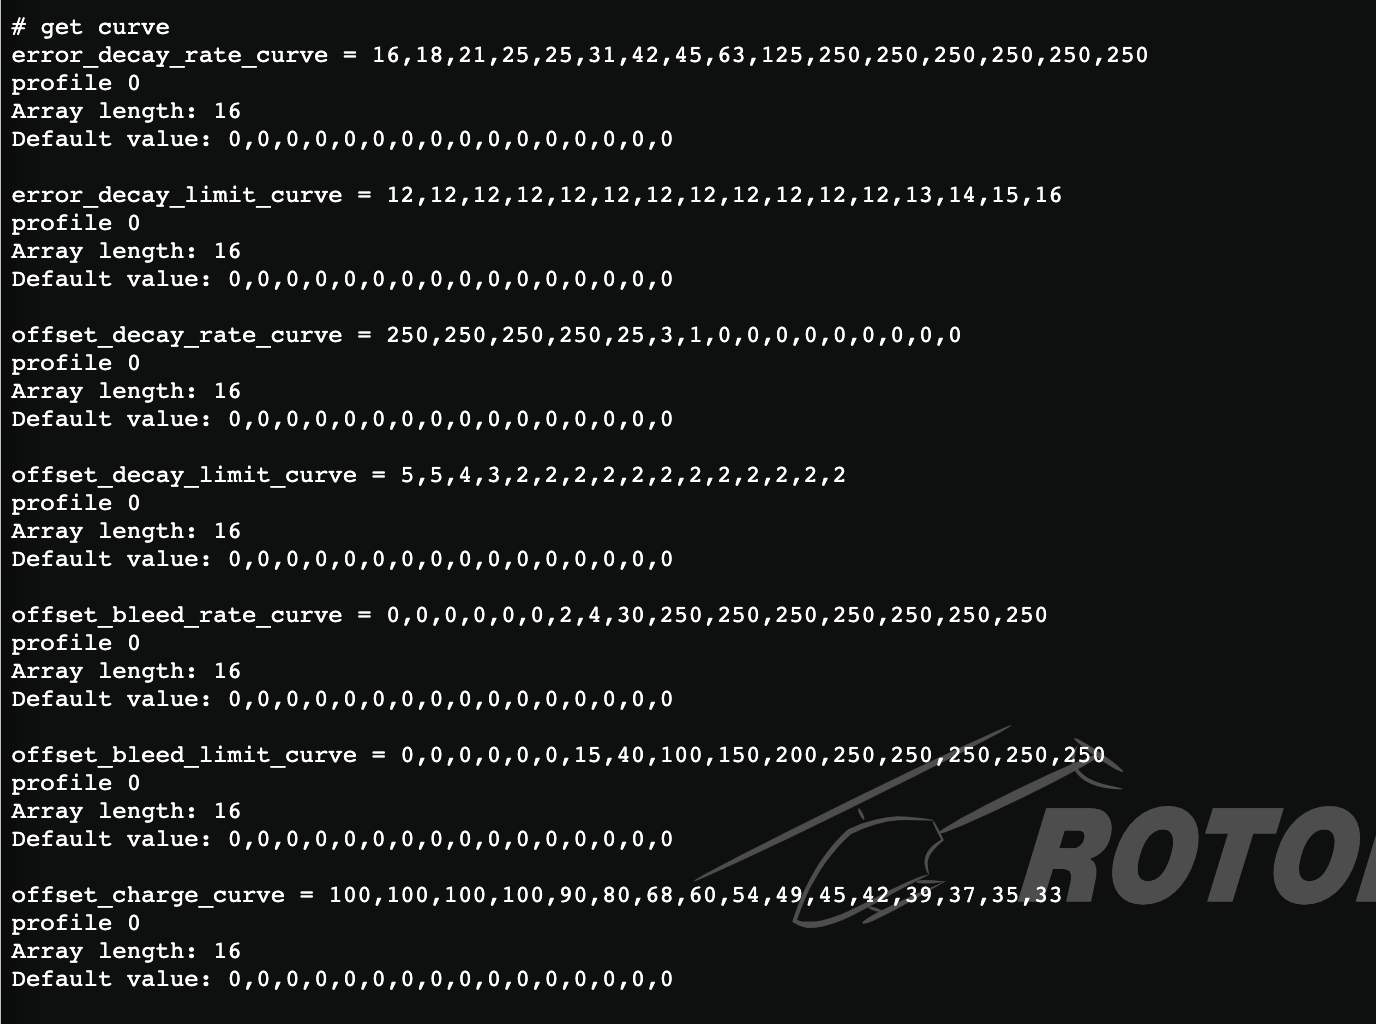 # get curve
error_decay_rate_curve = 16,18,21,25,25,31,42,45,63,125,250,250,250,250,250,250
profile 0
Array length: 16
Default value: 0,0,0,0,0,0,0,0,0,0,0,0,0,0,0,0

error_decay_limit_curve = 12,12,12,12,12,12,12,12,12,12,12,12,13,14,15,16
profile 0
Array length: 16
Default value: 0,0,0,0,0,0,0,0,0,0,0,0,0,0,0,0

offset_decay_rate_curve = 250,250,250,250,25,3,1,0,0,0,0,0,0,0,0,0
profile 0
Array length: 16
Default value: 0,0,0,0,0,0,0,0,0,0,0,0,0,0,0,0

offset_decay_limit_curve = 5,5,4,3,2,2,2,2,2,2,2,2,2,2,2,2
profile 0
Array length: 16
Default value: 0,0,0,0,0,0,0,0,0,0,0,0,0,0,0,0

offset_bleed_rate_curve = 0,0,0,0,0,0,2,4,30,250,250,250,250,250,250,250
profile 0
Array length: 16
Default value: 0,0,0,0,0,0,0,0,0,0,0,0,0,0,0,0

offset_bleed_limit_curve = 0,0,0,0,0,0,15,40,100,150,200,250,250,250,250,250
profile 0
Array length: 16
Default value: 0,0,0,0,0,0,0,0,0,0,0,0,0,0,0,0

offset_charge_curve = 100,100,100,100,90,80,68,60,54,49,45,42,39,37,35,33
profile 0
Array length: 16
Default value: 0,0,0,0,0,0,0,0,0,0,0,0,0,0,0,0